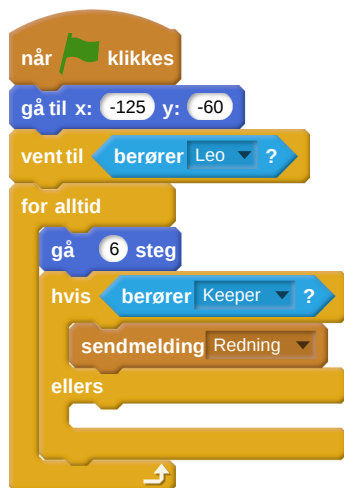 når klikkes
gå til x: -125 y: -60
vent til berører Leo ?
for alltid
gå 6 steg
hvis berører Keeper ?
sendmelding Redning
ellers